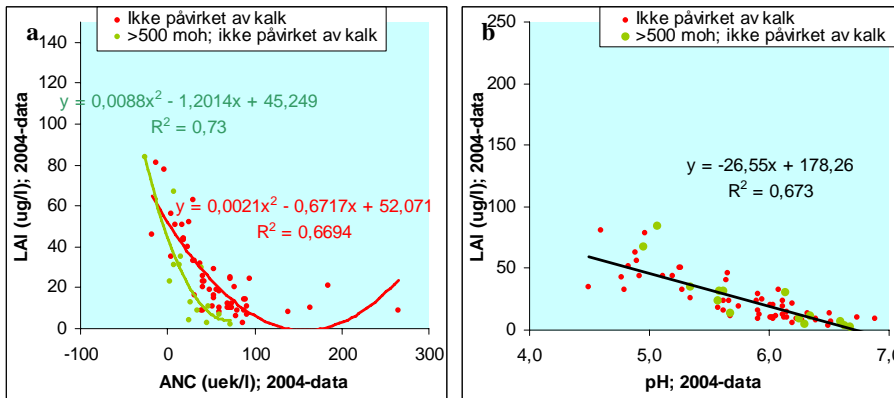 a
Ikke påvirket av kalk
>500 moh; ikke påvirket av kalk
LAl (ug/l); 2004-data
140
120
100
80
60
40
20
0
y = 0,0088x² - 1,2014x + 45,249
R² = 0,73
y = 0,0021x² - 0,6717x + 52,071
R² = 0,6694
-100
0
100
200
300
ANC (uek/l); 2004-data
b
Ikke påvirket av kalk
>500 moh; ikke påvirket av kalk
LAl (ug/l); 2004-data
250
200
150
100
50
0
y = -26,55x + 178,26
R² = 0,673
4,0
5,0
6,0
7,0
pH; 2004-data